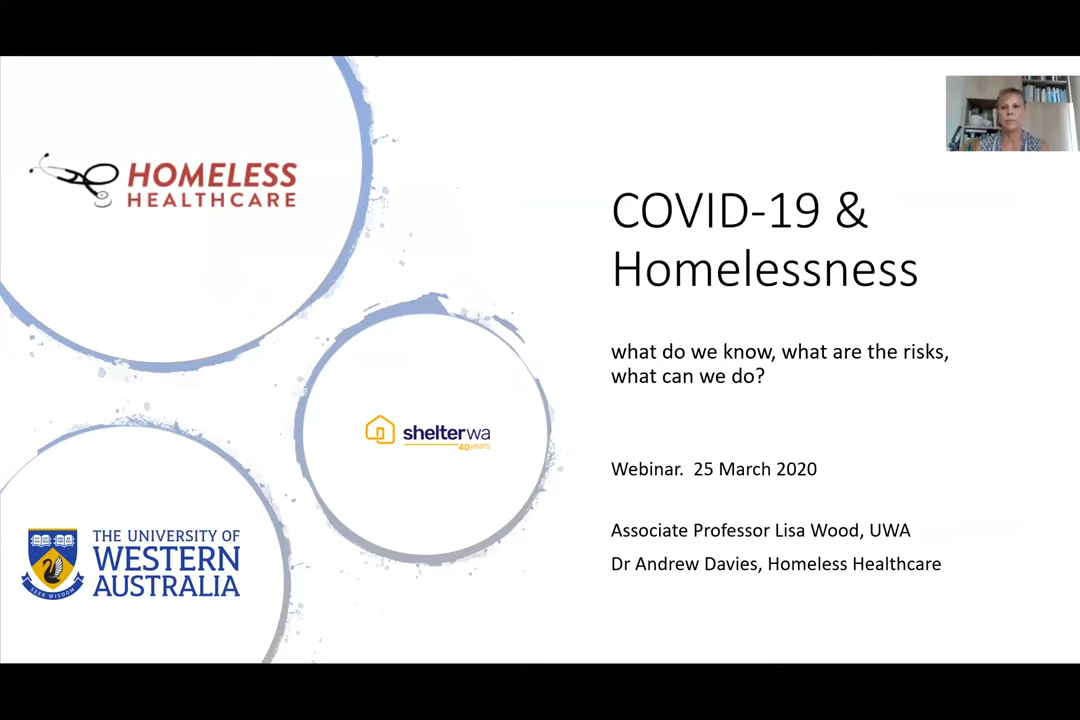 HOMELESS
HEALTHCARE
COVID-19 &
Homelessness
what do we know, what are the risks,
what can we do?
shelterwa
40years
Webinar.  25 March 2020
THE UNIVERSITY OF
WESTERN
AUSTRALIA
SEEK WISDOM
Associate Professor Lisa Wood, UWA
Dr Andrew Davies, Homeless Healthcare